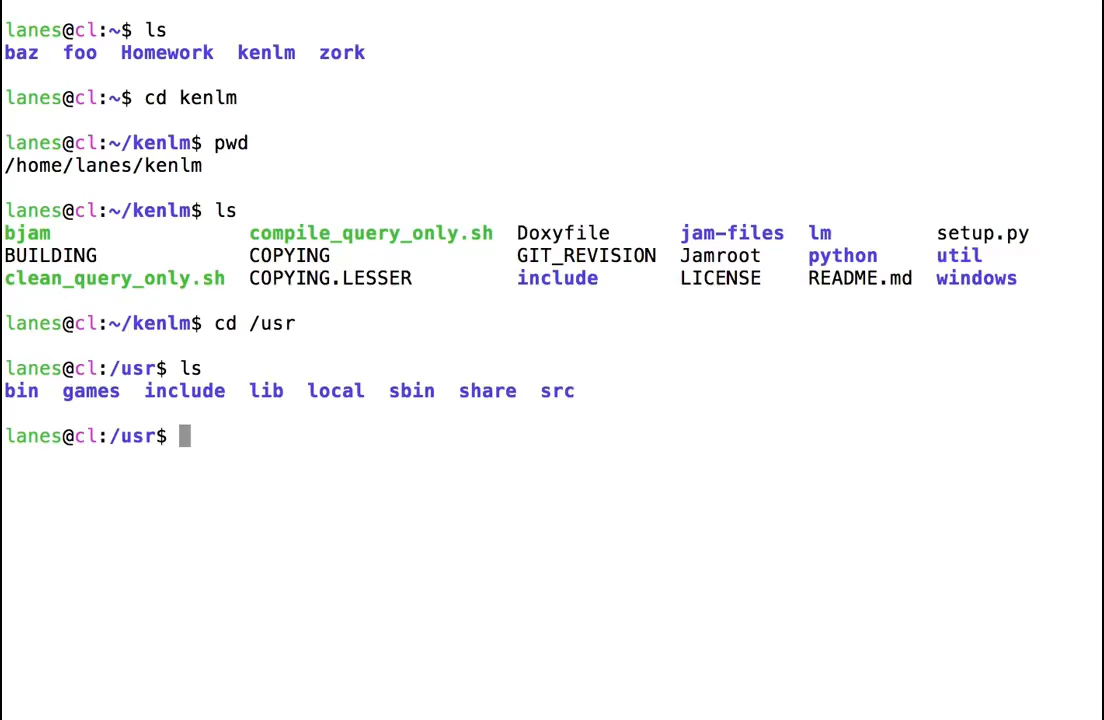 lanes@cl:~$ ls
baz foo Homework kenlm zork
lanes@cl:~$ cd kenlm
lanes@cl:~/kenlm$ pwd
/home/lanes/kenlm
lanes@cl:~/kenlm$ ls
bjam compile_query_only.sh Doxyfile jam-files lm setup.py
BUILDING COPYING GIT_REVISION Jamroot python util
clean_query_only.sh COPYING.LESSER include LICENSE README.md windows
lanes@cl:~/kenlm$ cd /usr
lanes@cl:/usr$ ls
bin games include lib local sbin share src
lanes@cl:/usr$